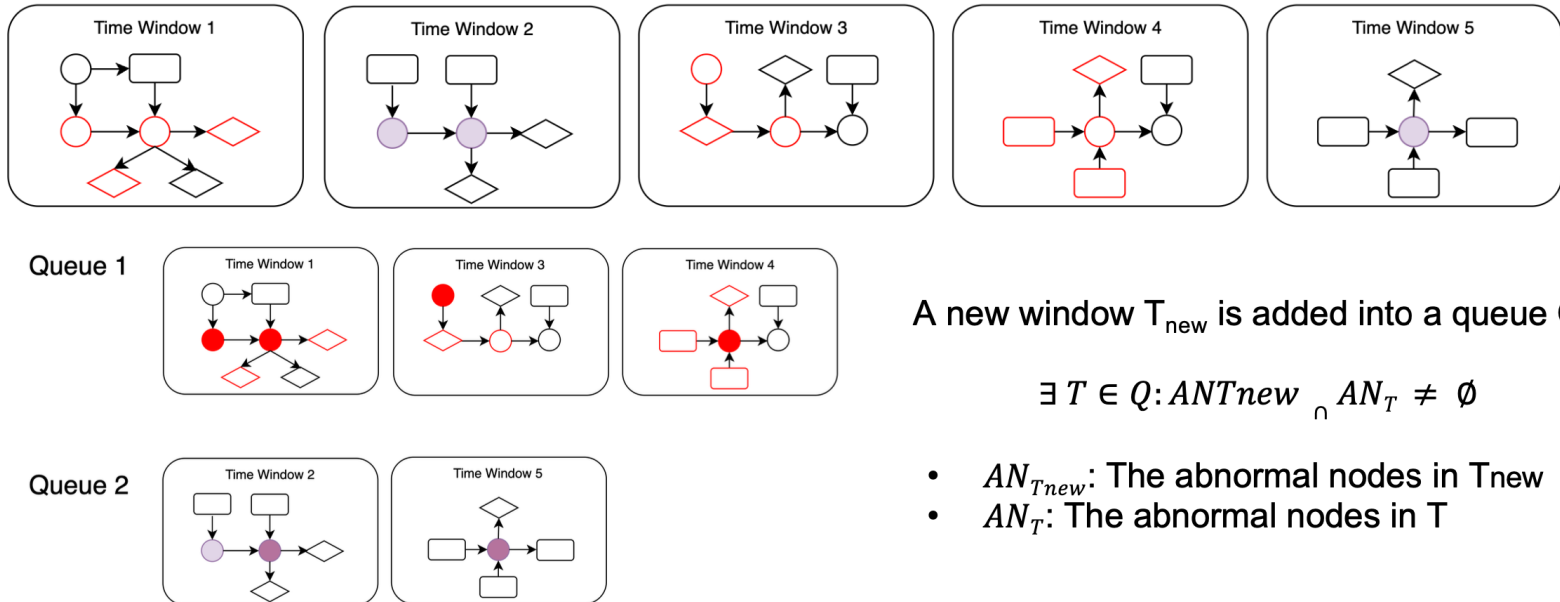 Time Window 1
Time Window 2
Time Window 3
Time Window 4
Time Window 5
Queue 1
Time Window 1
Time Window 3
Time Window 4
A new window Tnew is added into a queue
∃ T ∈ Q: ANTnew ∩ AN_T ≠ ∅
Queue 2
Time Window 2
Time Window 5
• AN_Tnew: The abnormal nodes in Tnew
• AN_T: The abnormal nodes in T